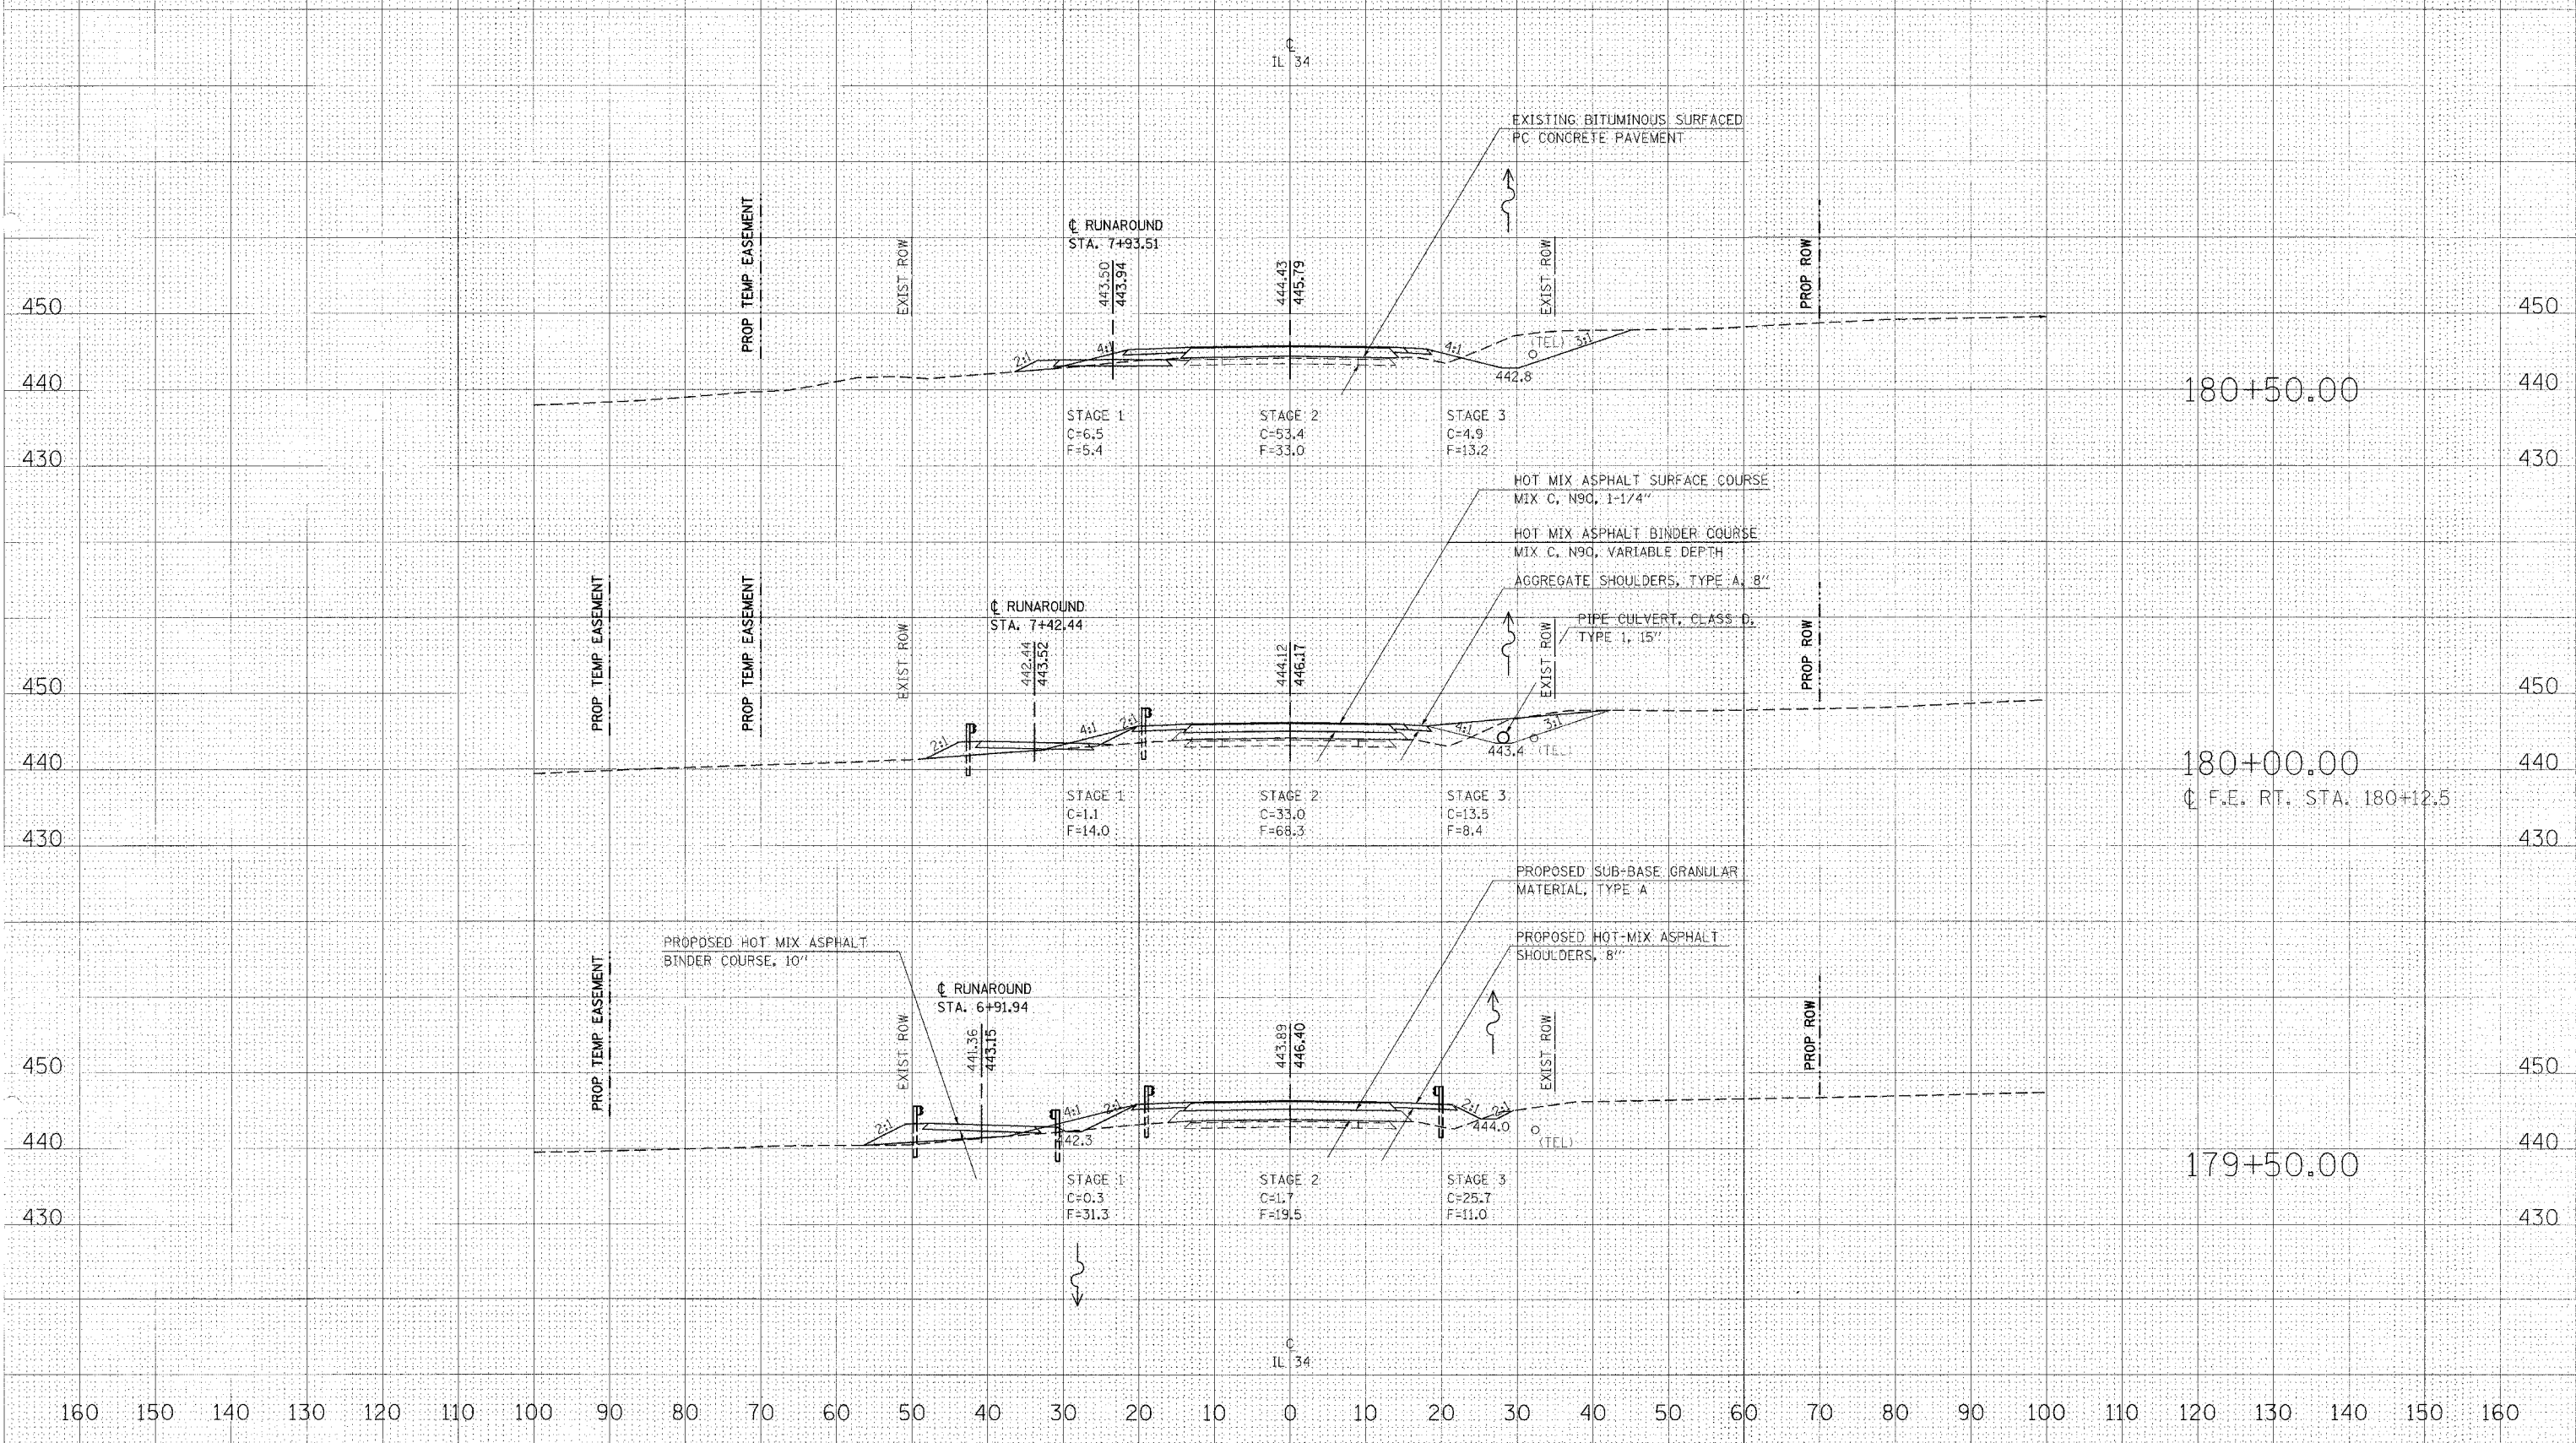 ℄
IL 34
EXISTING BITUMINOUS SURFACED
PC CONCRETE PAVEMENT
℄ RUNAROUND
STA. 7+93.51
443.50
443.94
444.43
445.79
PROP TEMP EASEMENT
EXIST ROW
EXIST ROW
PROP ROW
450
450
2:1
4:1
4:1
(TEL)
3:1
442.8
440
440
180+50.00
STAGE 1
C=6.5
F=5.4
STAGE 2
C=53.4
F=33.0
STAGE 3
C=4.9
F=13.2
430
430
HOT MIX ASPHALT SURFACE COURSE
MIX C, N90, 1-1/4"
HOT MIX ASPHALT BINDER COURSE
MIX C, N90, VARIABLE DEPTH
AGGREGATE SHOULDERS, TYPE A, 8"
PIPE CULVERT, CLASS D,
TYPE 1, 15"
℄ RUNAROUND
STA. 7+42.44
442.44
443.52
444.12
446.17
PROP TEMP EASEMENT
PROP TEMP EASEMENT
EXIST ROW
EXIST ROW
PROP ROW
450
450
2:1
4:1
2:1
4:1
3:1
443.4
(TEL)
440
440
180+00.00
℄ F.E. RT. STA. 180+12.5
STAGE 1
C=1.1
F=14.0
STAGE 2
C=33.0
F=68.3
STAGE 3
C=13.5
F=8.4
430
430
PROPOSED SUB-BASE GRANULAR
MATERIAL, TYPE A
PROPOSED HOT MIX ASPHALT
BINDER COURSE, 10"
PROPOSED HOT-MIX ASPHALT
SHOULDERS, 8"
℄ RUNAROUND
STA. 6+91.94
441.36
443.15
443.89
446.40
PROP TEMP EASEMENT
EXIST ROW
EXIST ROW
PROP ROW
450
450
2:1
4:1
2:1
2:1
2:1
442.3
444.0
(TEL)
440
440
179+50.00
STAGE 1
C=0.3
F=31.3
STAGE 2
C=1.7
F=19.5
STAGE 3
C=25.7
F=11.0
430
430
℄
IL 34
160 150 140 130 120 110 100 90 80 70 60 50 40 30 20 10 0 10 20 30 40 50 60 70 80 90 100 110 120 130 140 150 160